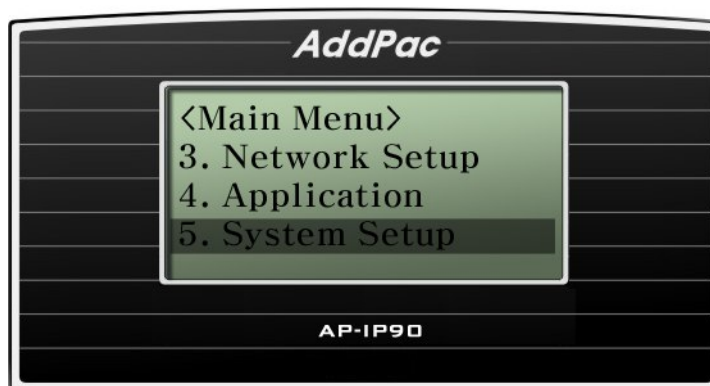 AddPac
<Main Menu>
3. Network Setup
4. Application
5. System Setup
AP-IP90